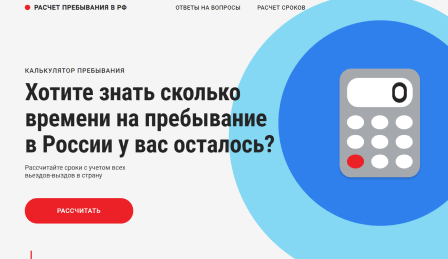 РАСЧЕТ ПРЕБЫВАНИЯ В РФ
ОТВЕТЫ НА ВОПРОСЫ
РАСЧЕТ СРОКОВ
КАЛЬКУЛЯТОР ПРЕБЫВАНИЯ
Хотите знать сколько
времени на пребывание
в России у вас осталось?
Рассчитайте сроки с учетом всех
въездов-выездов в страну
РАССЧИТАТЬ
0